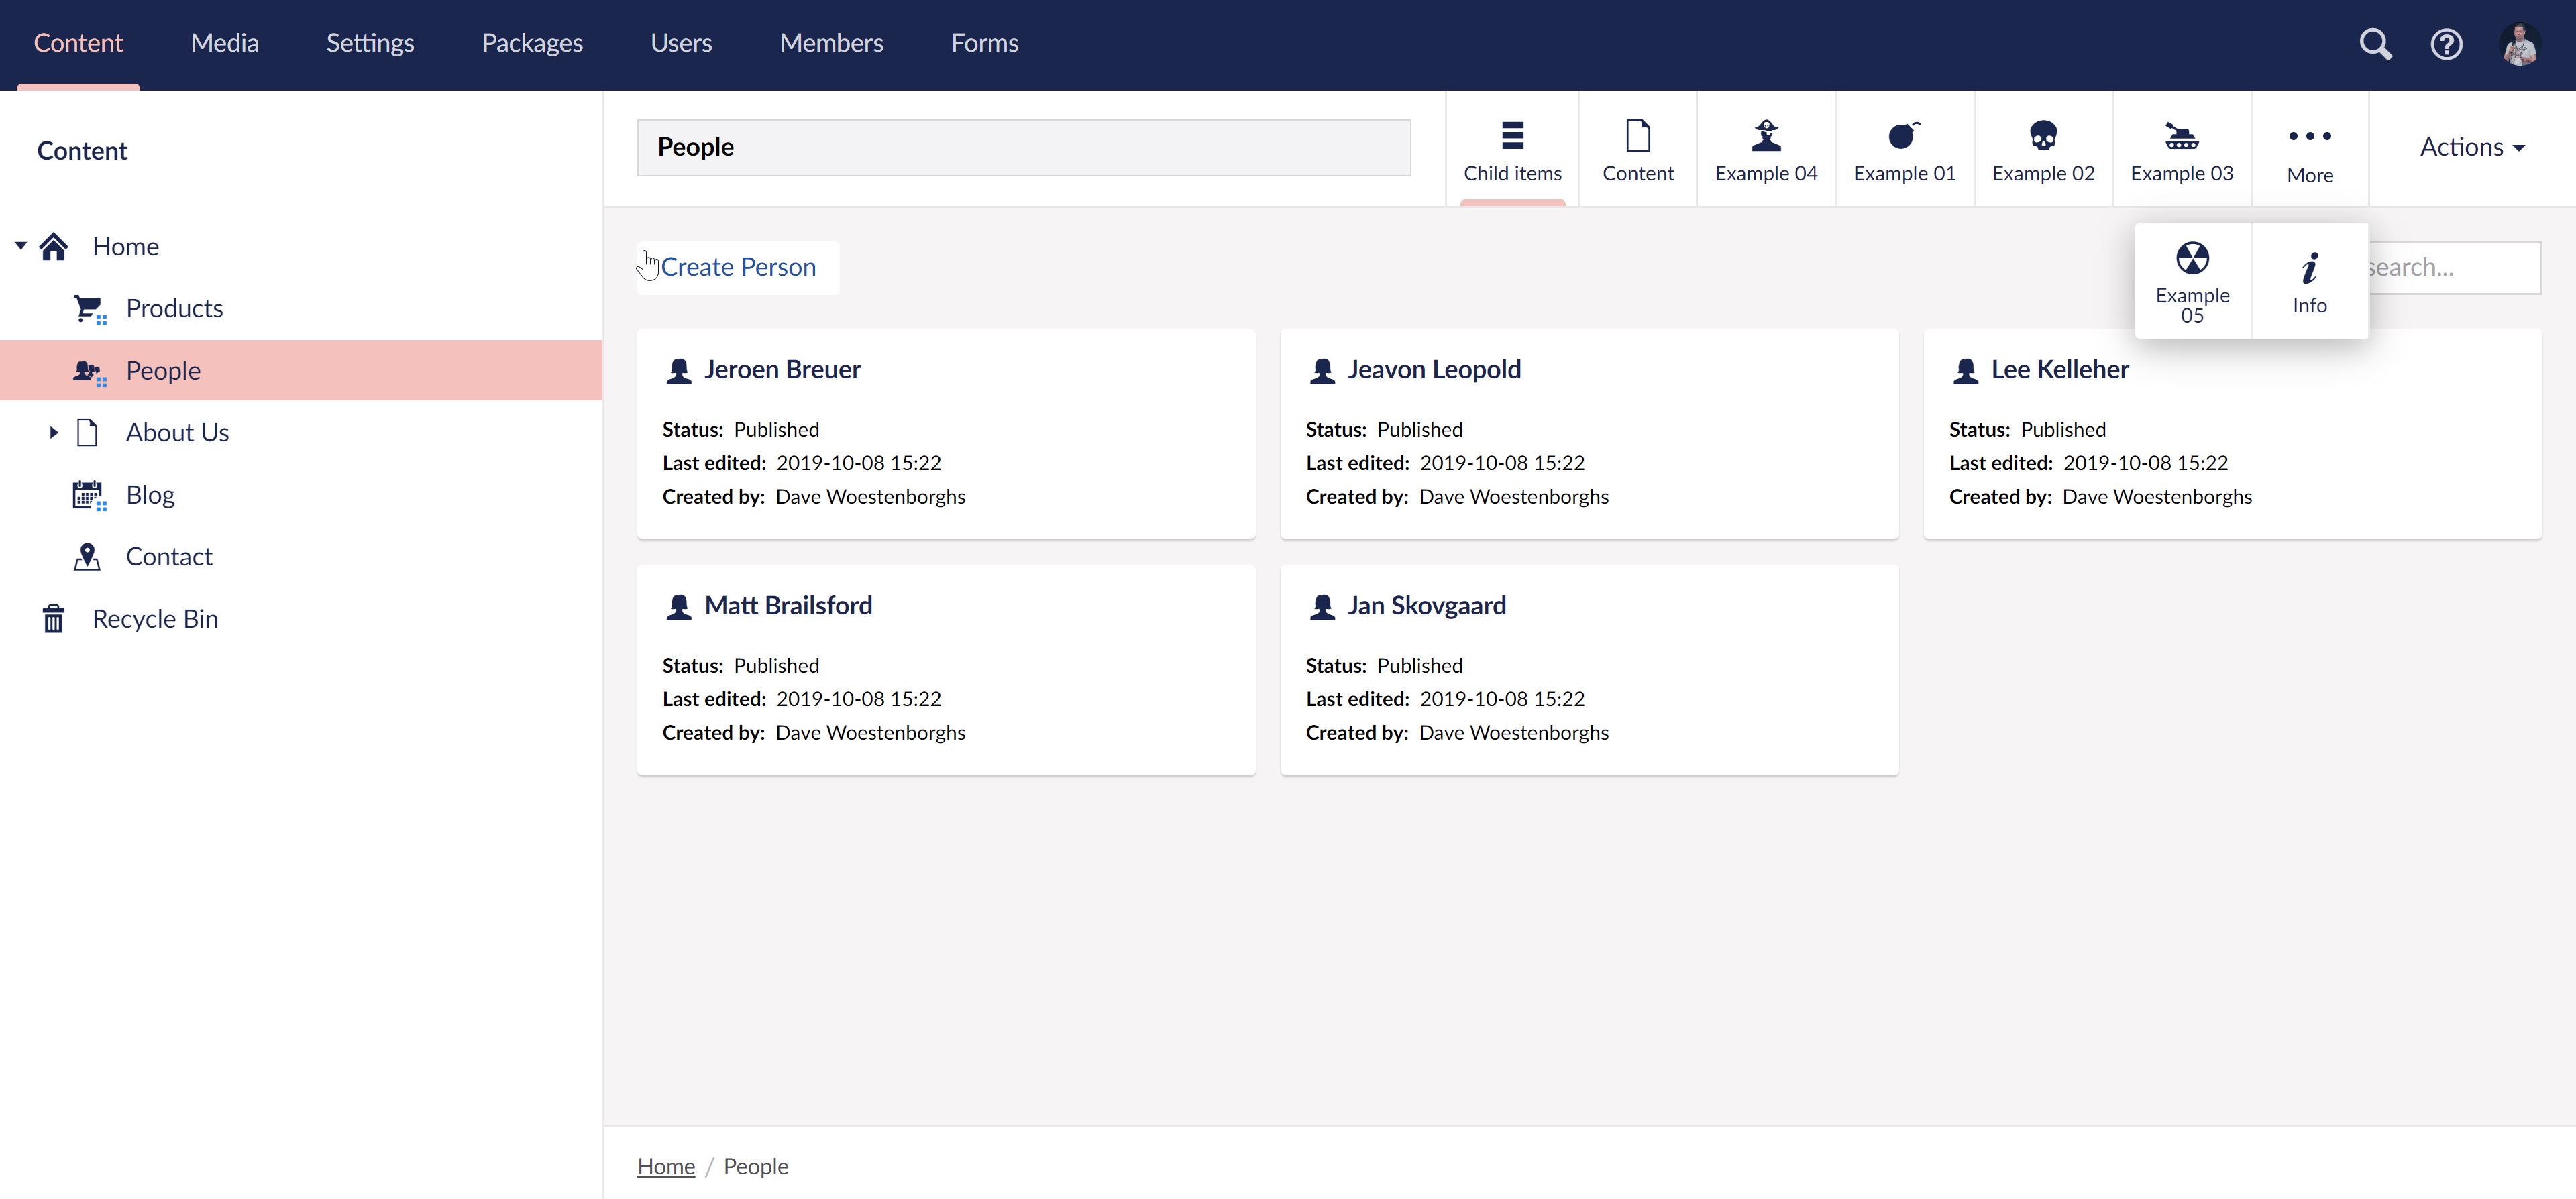 Content Media Settings Packages Users Members Forms
Content
Home
Products
People
About Us
Blog
Contact
Recycle Bin
People
Child items
Content
Example 04
Example 01
Example 02
Example 03
More
Actions
Example
05
Info
Create Person
search...
Jeroen Breuer
Status: Published
Last edited: 2019-10-08 15:22
Created by: Dave Woestenborghs
Jeavon Leopold
Status: Published
Last edited: 2019-10-08 15:22
Created by: Dave Woestenborghs
Lee Kelleher
Status: Published
Last edited: 2019-10-08 15:22
Created by: Dave Woestenborghs
Matt Brailsford
Status: Published
Last edited: 2019-10-08 15:22
Created by: Dave Woestenborghs
Jan Skovgaard
Status: Published
Last edited: 2019-10-08 15:22
Created by: Dave Woestenborghs
Home / People